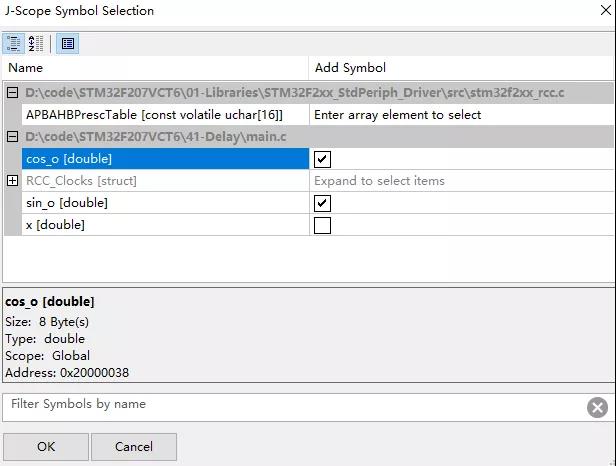 J-Scope Symbol Selection
Name Add Symbol
D:\code\STM32F207VCT6\01-Libraries\STM32F2xx_StdPeriph_Driver\src\stm32f2xx_rcc.c
APBAHBPrescTable [const volatile uchar[16]] Enter array element to select
D:\code\STM32F207VCT6\41-Delay\main.c
cos_o [double]
RCC_Clocks [struct] Expand to select items
sin_o [double]
x [double]
cos_o [double]
Size: 8 Byte(s)
Type: double
Scope: Global
Address: 0x20000038
Filter Symbols by name
OK Cancel